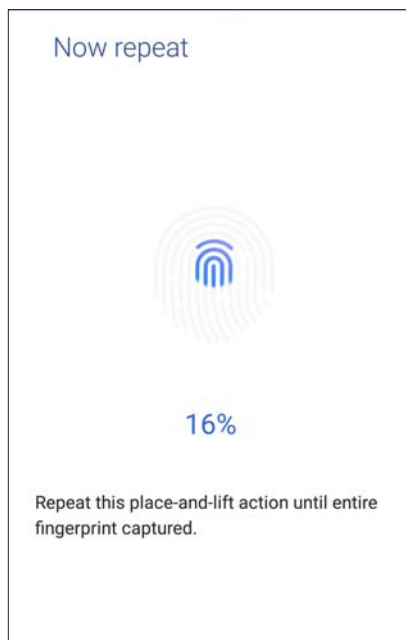 Now repeat
16%
Repeat this place-and-lift action until entire
fingerprint captured.